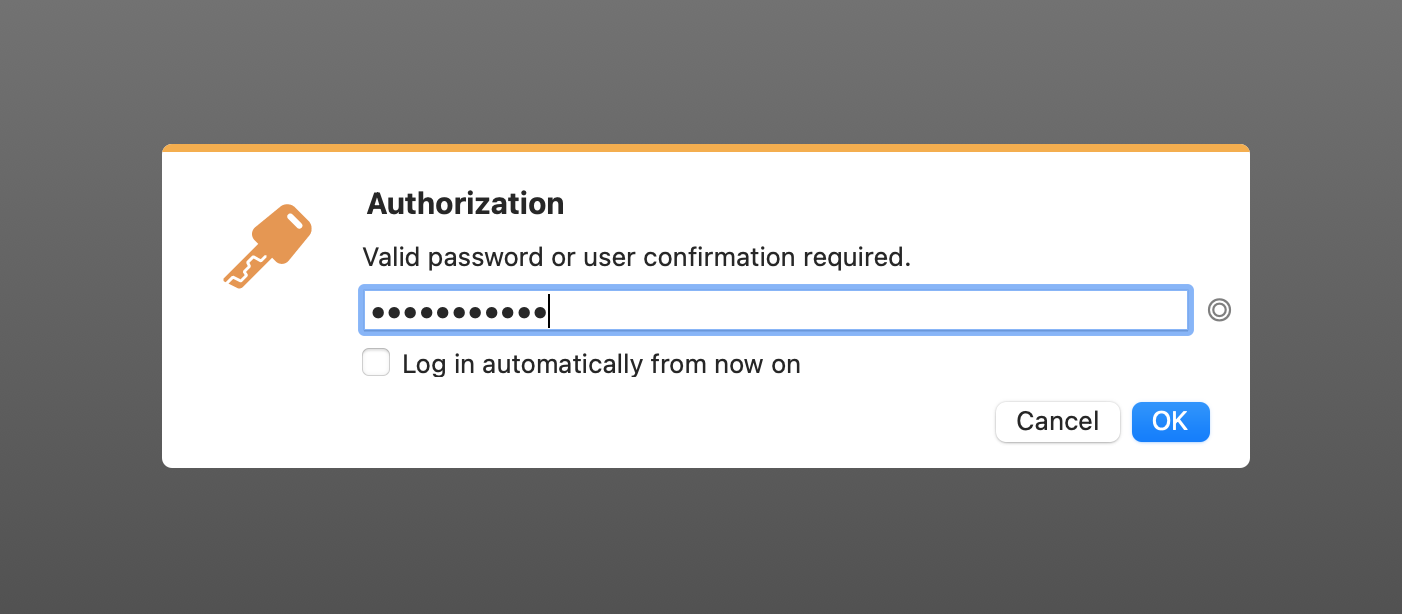 Authorization
Valid password or user confirmation required.
•••••••••••
Log in automatically from now on
Cancel
OK